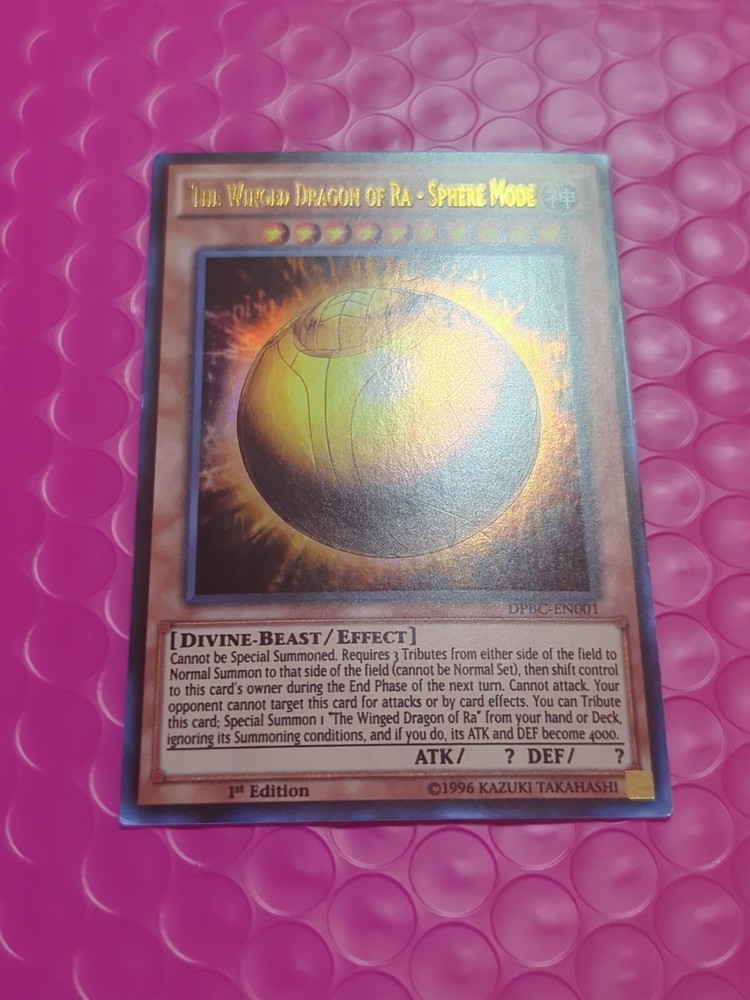 THE WINGED DRAGON OF RA - SPHERE MODE 神
DPBC-EN001
[DIVINE-BEAST/EFFECT]
Cannot be Special Summoned. Requires 3 Tributes from either side of the field to
Normal Summon to that side of the field (cannot be Normal Set), then shift control
to this card's owner during the End Phase of the next turn. Cannot attack. Your
opponent cannot target this card for attacks or by card effects. You can Tribute
this card; Special Summon 1 "The Winged Dragon of Ra" from your hand or Deck,
ignoring its Summoning conditions, and if you do, its ATK and DEF become 4000.
ATK/ ? DEF/ ?
1st Edition ©1996 KAZUKI TAKAHASHI